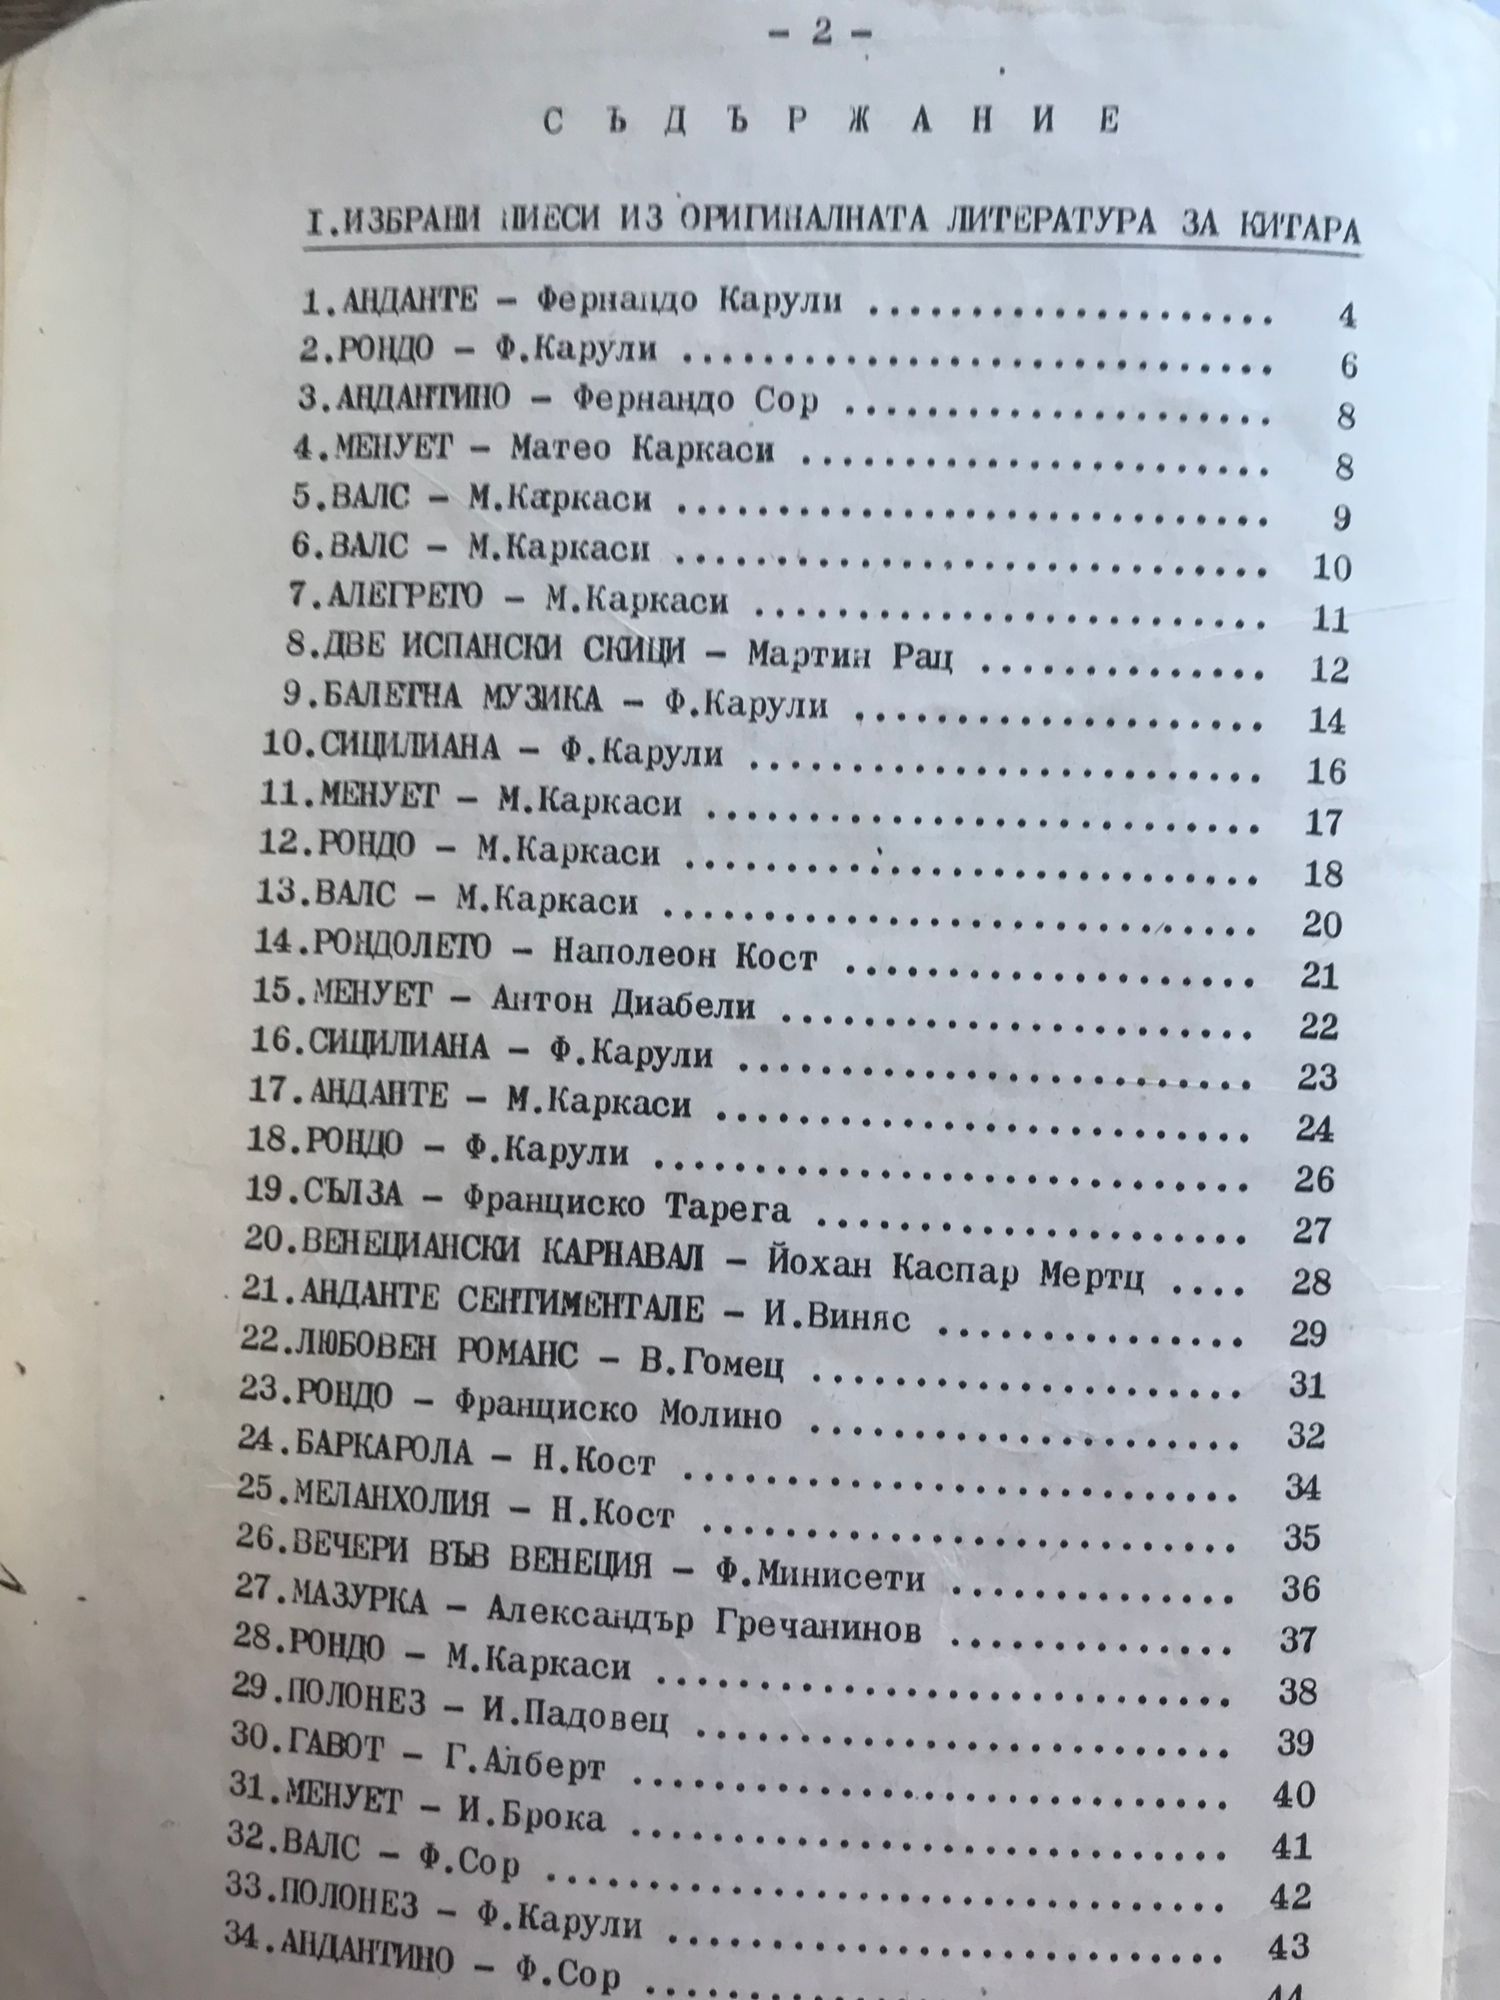 - 2 -
СЪДЪРЖАНИЕ
I.ИЗБРАНИ ПИЕСИ ИЗ ОРИГИНАЛНАТА ЛИТЕРАТУРА ЗА КИТАРА
1.АНДАНТЕ - Фернандо Карули .................... 4
2.РОНДО - Ф.Карули ............................. 6
3.АНДАНТИНО - Фернандо Сор ..................... 8
4.МЕНУЕТ - Матео Каркаси ....................... 8
5.ВАЛС - М.Каркаси ............................. 9
6.ВАЛС - М.Каркаси ............................. 10
7.АЛЕГРЕТО - М.Каркаси ......................... 11
8.ДВЕ ИСПАНСКИ СКИЦИ - Мартин Рац .............. 12
9.БАЛЕТНА МУЗИКА - Ф.Карули .................... 14
10.СИЦИЛИАНА - Ф.Карули ......................... 16
11.МЕНУЕТ - М.Каркаси ........................... 17
12.РОНДО - М.Каркаси ............................ 18
13.ВАЛС - М.Каркаси ............................. 20
14.РОНДОЛЕТО - Наполеон Кост .................... 21
15.МЕНУЕТ - Антон Диабели ....................... 22
16.СИЦИЛИАНА - Ф.Карули ......................... 23
17.АНДАНТЕ - М.Каркаси .......................... 24
18.РОНДО - Ф.Карули ............................. 26
19.СЪЛЗА - Франциско Тарега ..................... 27
20.ВЕНЕЦИАНСКИ КАРНАВАЛ - Йохан Каспар Мертц .... 28
21.АНДАНТЕ СЕНТИМЕНТАЛЕ - И.Виняс ............... 29
22.ЛЮБОВЕН РОМАНС - В.Гомец ..................... 31
23.РОНДО - Франциско Молино ..................... 32
24.БАРКАРОЛА - Н.Кост ........................... 34
25.МЕЛАНХОЛИЯ - Н.Кост .......................... 35
26.ВЕЧЕРИ ВЪВ ВЕНЕЦИЯ - Ф.Минисети .............. 36
27.МАЗУРКА - Александър Гречанинов .............. 37
28.РОНДО - М.Каркаси ............................ 38
29.ПОЛОНЕЗ - И.Падовец .......................... 39
30.ГАВОТ - Г.Алберт ............................. 40
31.МЕНУЕТ - И.Брока ............................. 41
32.ВАЛС - Ф.Сор ................................. 42
33.ПОЛОНЕЗ - Ф.Карули ........................... 43
34.АНДАНТИНО - Ф.Сор ............................ 44